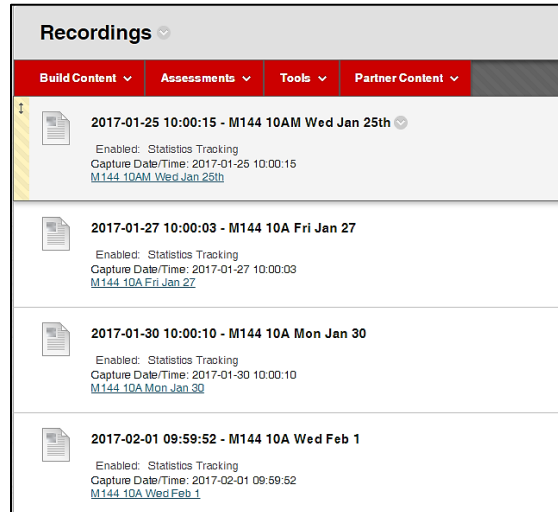 Recordings
Build Content Assessments Tools Partner Content
2017-01-25 10:00:15 - M144 10AM Wed Jan 25th
Enabled: Statistics Tracking
Capture Date/Time: 2017-01-25 10:00:15
M144 10AM Wed Jan 25th
2017-01-27 10:00:03 - M144 10A Fri Jan 27
Enabled: Statistics Tracking
Capture Date/Time: 2017-01-27 10:00:03
M144 10A Fri Jan 27
2017-01-30 10:00:10 - M144 10A Mon Jan 30
Enabled: Statistics Tracking
Capture Date/Time: 2017-01-30 10:00:10
M144 10A Mon Jan 30
2017-02-01 09:59:52 - M144 10A Wed Feb 1
Enabled: Statistics Tracking
Capture Date/Time: 2017-02-01 09:59:52
M144 10A Wed Feb 1